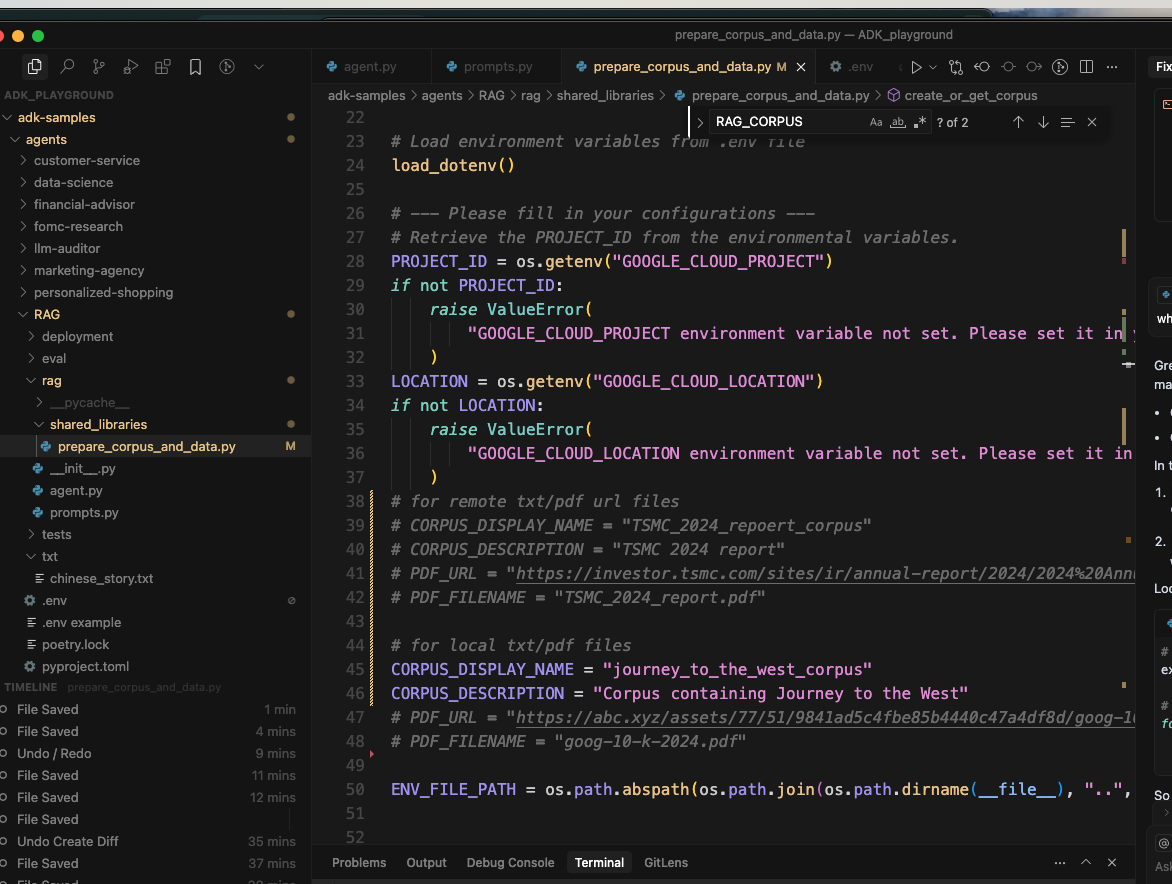 prepare_corpus_and_data.py — ADK_playground
ADK_PLAYGROUND
adk-samples
agents
customer-service
data-science
financial-advisor
fomc-research
llm-auditor
marketing-agency
personalized-shopping
RAG
deployment
eval
rag
__pycache__
shared_libraries
prepare_corpus_and_data.py M
__init__.py
agent.py
prompts.py
tests
txt
chinese_story.txt
.env
.env example
poetry.lock
pyproject.toml
TIMELINE prepare_corpus_and_data.py
File Saved 1 min
File Saved 4 mins
Undo / Redo 9 mins
File Saved 11 mins
File Saved 12 mins
File Saved
Undo Create Diff 35 mins
File Saved 37 mins
agent.py prompts.py prepare_corpus_and_data.py M .env
adk-samples > agents > RAG > rag > shared_libraries > prepare_corpus_and_data.py > create_or_get_corpus
RAG_CORPUS Aa ab .* ? of 2
22
23 # Load environment variables from .env file
24 load_dotenv()
25
26 # --- Please fill in your configurations ---
27 # Retrieve the PROJECT_ID from the environmental variables.
28 PROJECT_ID = os.getenv("GOOGLE_CLOUD_PROJECT")
29 if not PROJECT_ID:
30 raise ValueError(
31 "GOOGLE_CLOUD_PROJECT environment variable not set. Please set it in
32 )
33 LOCATION = os.getenv("GOOGLE_CLOUD_LOCATION")
34 if not LOCATION:
35 raise ValueError(
36 "GOOGLE_CLOUD_LOCATION environment variable not set. Please set it in
37 )
38 # for remote txt/pdf url files
39 # CORPUS_DISPLAY_NAME = "TSMC_2024_repoert_corpus"
40 # CORPUS_DESCRIPTION = "TSMC 2024 report"
41 # PDF_URL = "https://investor.tsmc.com/sites/ir/annual-report/2024/2024%20Ann
42 # PDF_FILENAME = "TSMC_2024_report.pdf"
43
44 # for local txt/pdf files
45 CORPUS_DISPLAY_NAME = "journey_to_the_west_corpus"
46 CORPUS_DESCRIPTION = "Corpus containing Journey to the West"
47 # PDF_URL = "https://abc.xyz/assets/77/51/9841ad5c4fbe85b4440c47a4df8d/goog-10
48 # PDF_FILENAME = "goog-10-k-2024.pdf"
49
50 ENV_FILE_PATH = os.path.abspath(os.path.join(os.path.dirname(__file__), "..",
51
52
Problems Output Debug Console Terminal GitLens
Fix
wh
Gre
ma
In t
1.
2.
Loc
#
ex
#
fo
So
@
Ask